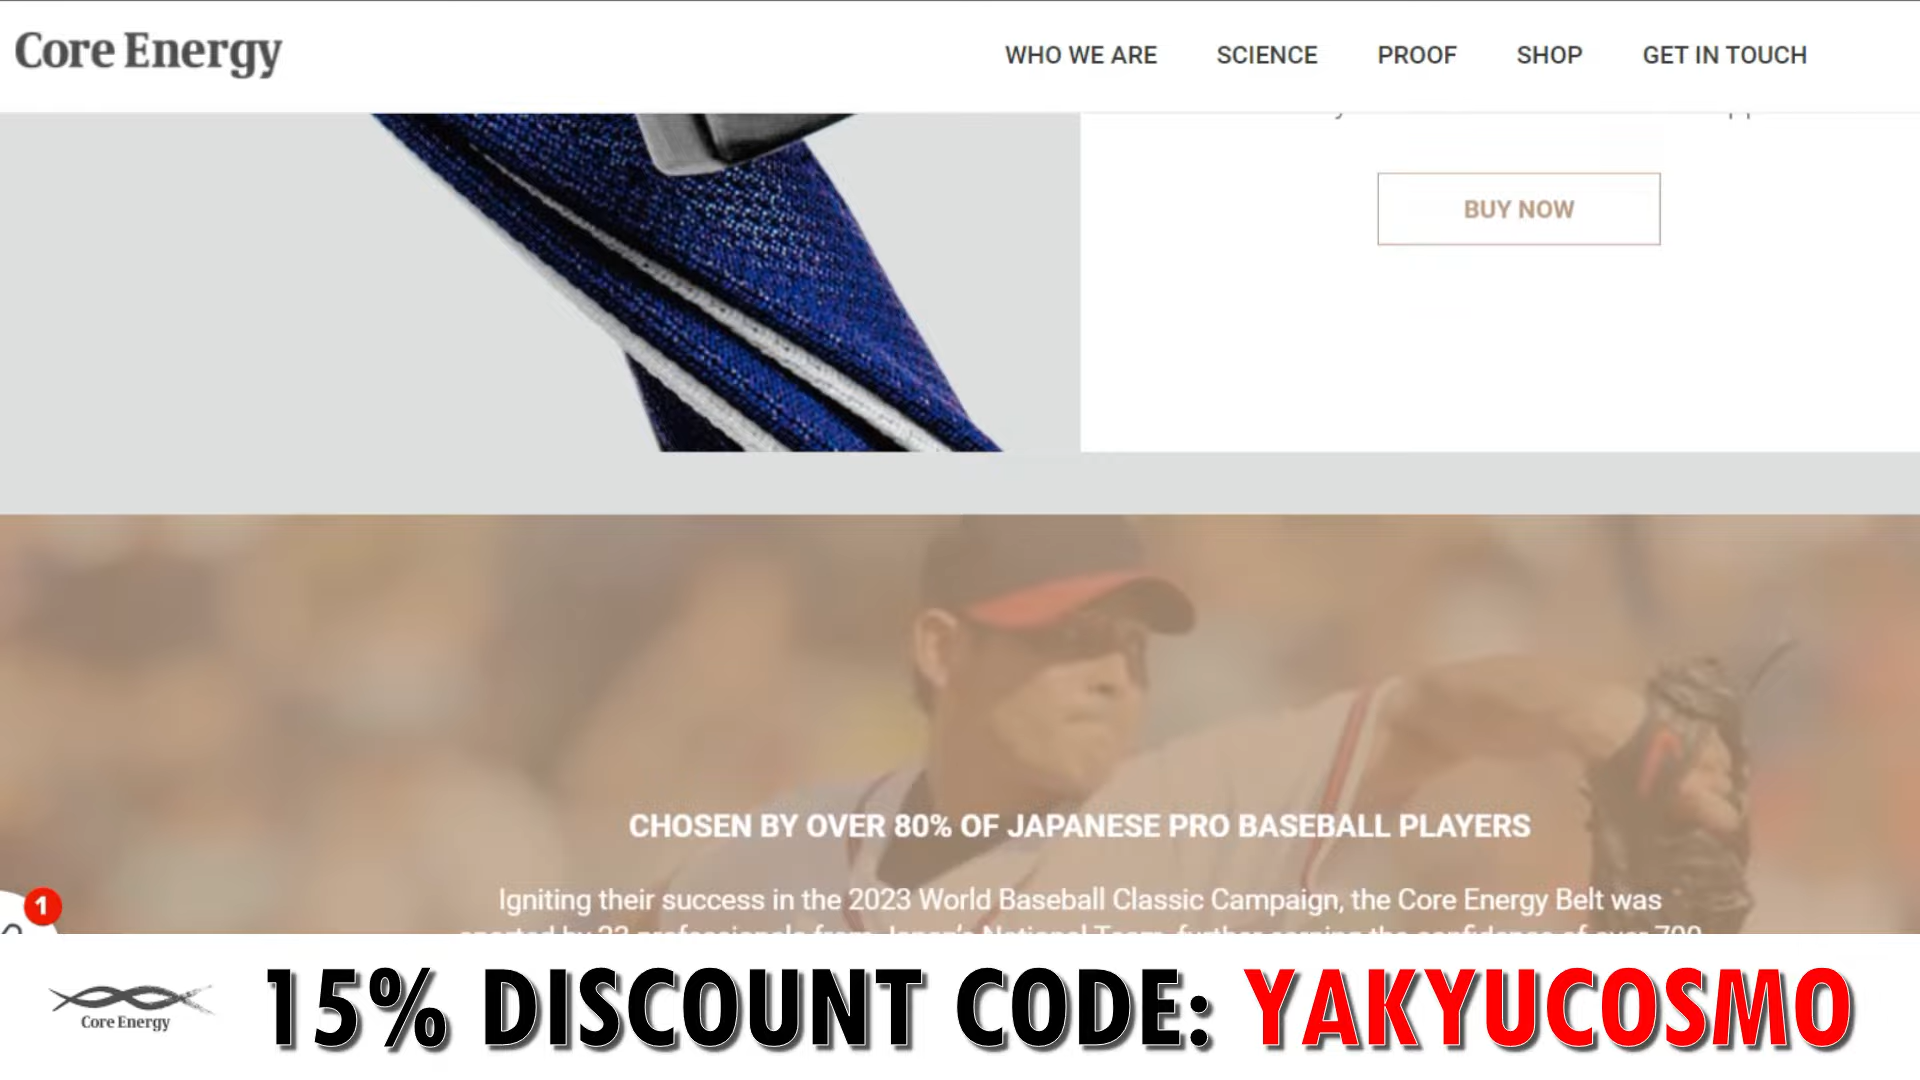 Core Energy
WHO WE ARE
SCIENCE
PROOF
SHOP
GET IN TOUCH
BUY NOW
CHOSEN BY OVER 80% OF JAPANESE PRO BASEBALL PLAYERS
Igniting their success in the 2023 World Baseball Classic Campaign, the Core Energy Belt was
1
Core Energy
15% DISCOUNT CODE: YAKYUCOSMO